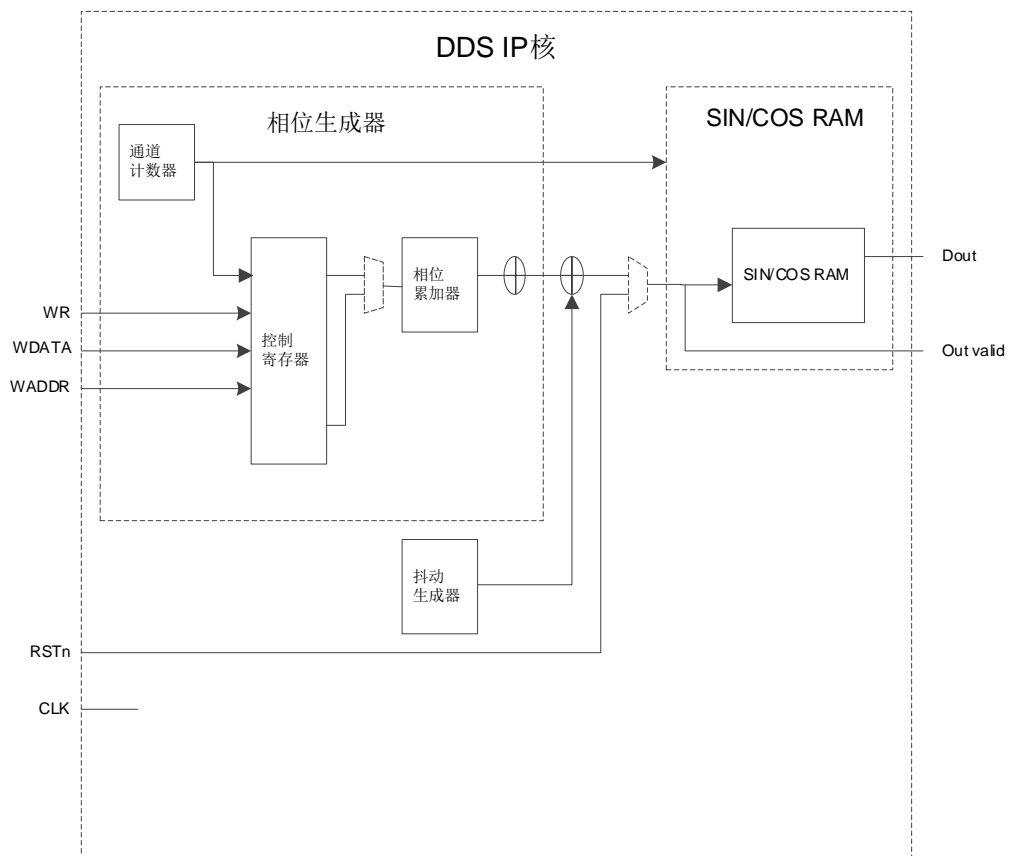 DDS IP核
相位生成器
SIN/COS RAM
通道
计数器
相位
累加器
SIN/COS RAM
Dout
WR
WDATA
WADDR
控制
寄存器
Out valid
抖动
生成器
RSTn
CLK